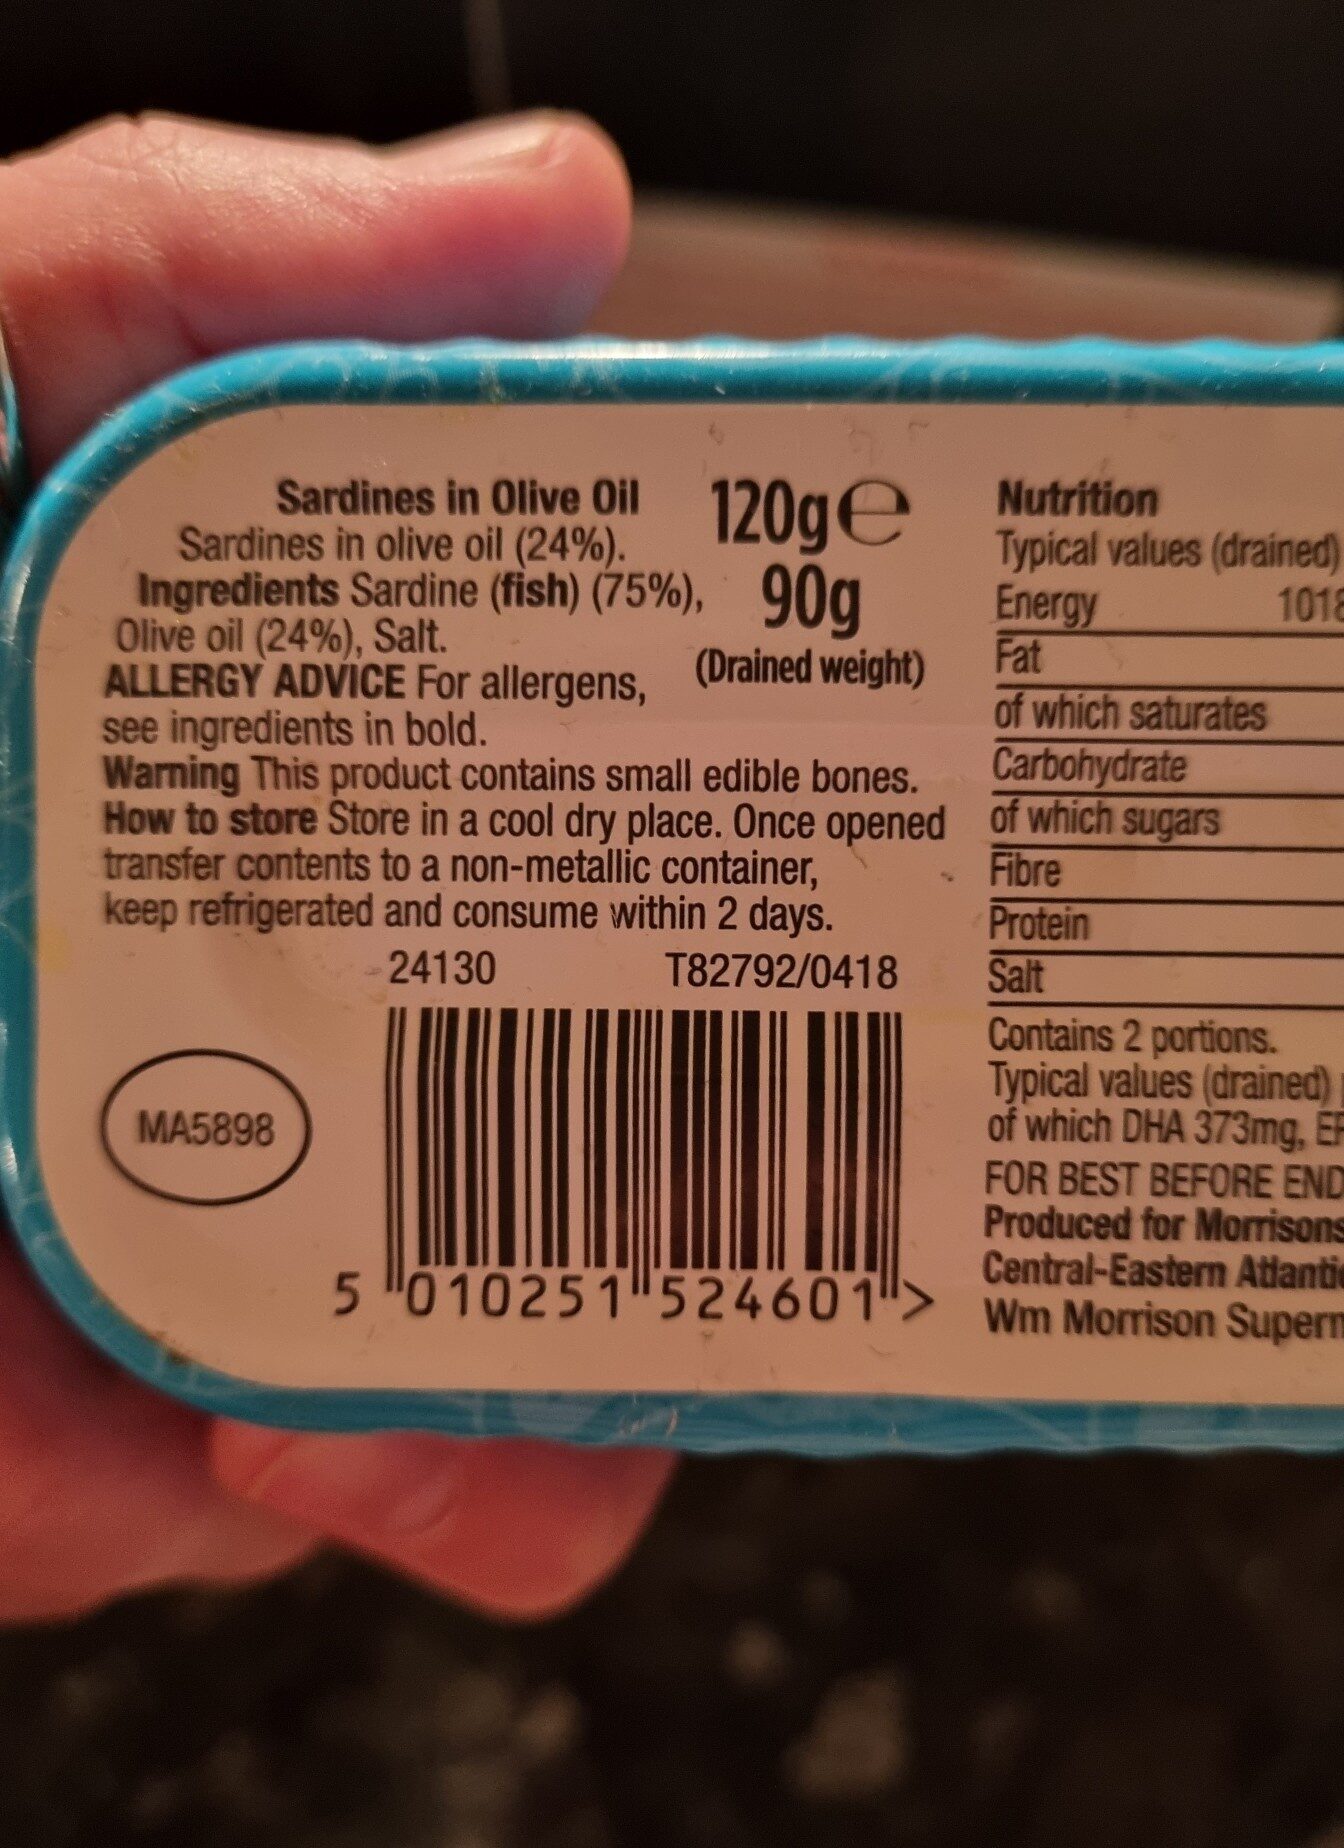 Sardines in Olive Oil
Sardines in olive oil (24%).
Ingredients Sardine (fish) (75%),
Olive oil (24%), Salt.
ALLERGY ADVICE For allergens,
see ingredients in bold.
Warning This product contains small edible bones.
How to store Store in a cool dry place. Once opened
transfer contents to a non-metallic container,
keep refrigerated and consume within 2 days.
120g e
90g
(Drained weight)
24130 T82792/0418
MA5898
5 010251 524601 >
Nutrition
Typical values (drained)
Energy 1018
Fat
of which saturates
Carbohydrate
of which sugars
Fibre
Protein
Salt
Contains 2 portions.
Typical values (drained)
of which DHA 373mg,
FOR BEST BEFORE END
Produced for Morrisons
Central-Eastern
Wm Morrison